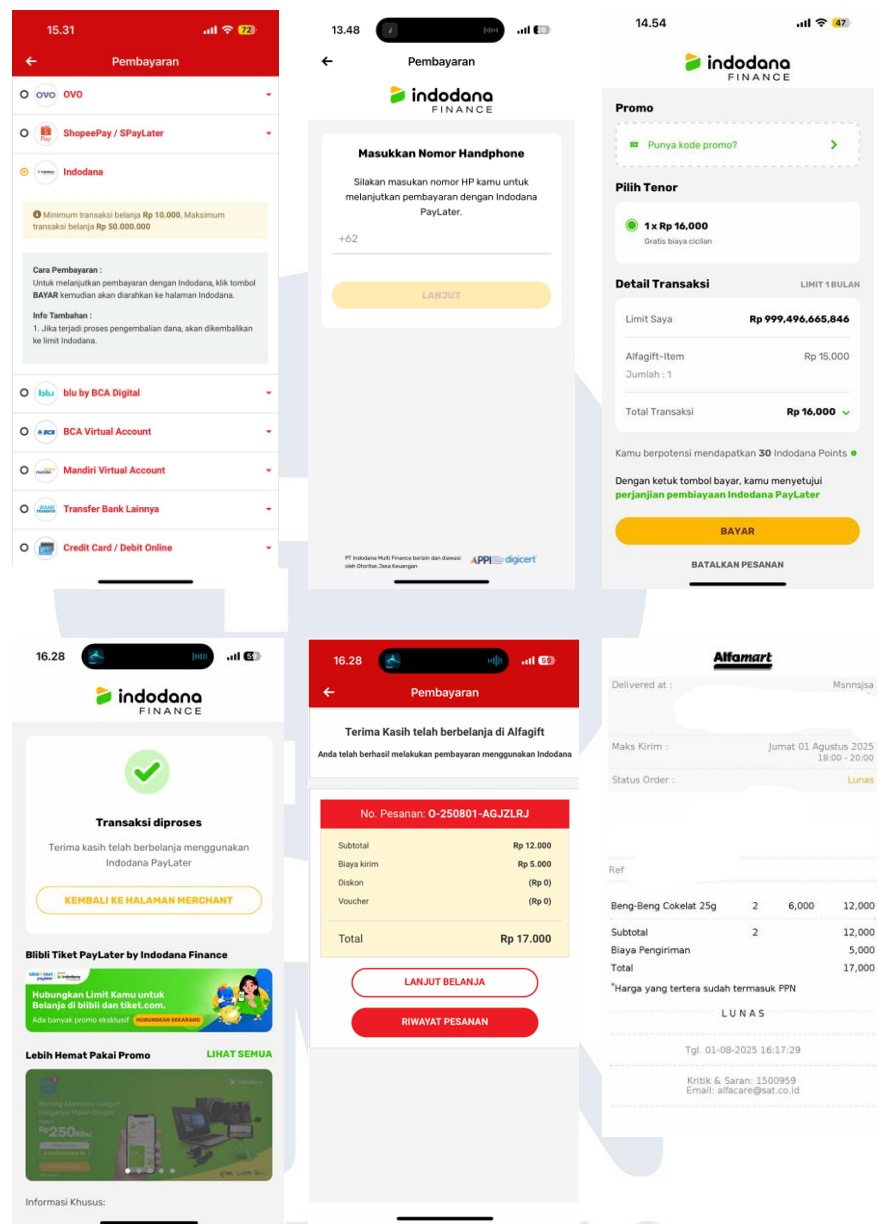 15.31
72
Pembayaran
OVO
OVO
Pay
ShopeePay / SPayLater
Indodana
Minimum transaksi belanja Rp 10.000, Maksimum
transaksi belanja Rp 50.000.000
Cara Pembayaran :
Untuk melanjutkan pembayaran dengan Indodana, klik tombol
BAYAR kemudian akan diarahkan ke halaman Indodana.
Info Tambahan :
1. Jika terjadi proses pengembalian dana, akan dikembalikan
ke limit Indodana.
blu
blu by BCA Digital
BCA
BCA Virtual Account
Mandiri Virtual Account
BANK
TRANSFER
Transfer Bank Lainnya
Credit Card / Debit Online
13.48
Pembayaran
indodana
FINANCE
Masukkan Nomor Handphone
Silakan masukan nomor HP kamu untuk
melanjutkan pembayaran dengan Indodana
PayLater.
+62
LANJUT
PT Indodana Multi Finance berizin dan diawasi
oleh Otoritas Jasa Keuangan
APPI
digicert
14.54
47
indodana
FINANCE
Promo
Punya kode promo?
Pilih Tenor
1 x Rp 16,000
Gratis biaya cicilan
Detail Transaksi
LIMIT 1 BULAN
Limit Saya
Rp 999,496,665,846
Alfagift-Item
Rp 15,000
Jumlah : 1
Total Transaksi
Rp 16,000
Kamu berpotensi mendapatkan 30 Indodana Points
Dengan ketuk tombol bayar, kamu menyetujui
perjanjian pembiayaan Indodana PayLater
BAYAR
BATALKAN PESANAN
16.28
59
indodana
FINANCE
Transaksi diproses
Terima kasih telah berbelanja menggunakan
Indodana PayLater
KEMBALI KE HALAMAN MERCHANT
Blibli Tiket PayLater by Indodana Finance
Hubungkan Limit Kamu untuk
Belanja di blibli dan tiket.com.
Ada banyak promo eksklusif
HUBUNGKAN SEKARANG
Lebih Hemat Pakai Promo
LIHAT SEMUA
Rp250RIBU
Informasi Khusus:
16.28
59
Pembayaran
Terima Kasih telah berbelanja di Alfagift
Anda telah berhasil melakukan pembayaran menggunakan Indodana
No. Pesanan: O-250801-AGJZLRJ
Subtotal
Rp 12.000
Biaya kirim
Rp 5.000
Diskon
(Rp 0)
Voucher
(Rp 0)
Total
Rp 17.000
LANJUT BELANJA
RIWAYAT PESANAN
Alfamart
Delivered at :
Msnnsjsa
Maks Kirim :
Jumat 01 Agustus 2025
18:00 - 20:00
Status Order :
Lunas
Ref
Beng-Beng Cokelat 25g 2 6,000 12,000
Subtotal 2 12,000
Biaya Pengiriman 5,000
Total 17,000
*Harga yang tertera sudah termasuk PPN
L U N A S
Tgl. 01-08-2025 16:17:29
Kritik & Saran: 1500959
Email: alfacare@sat.co.id